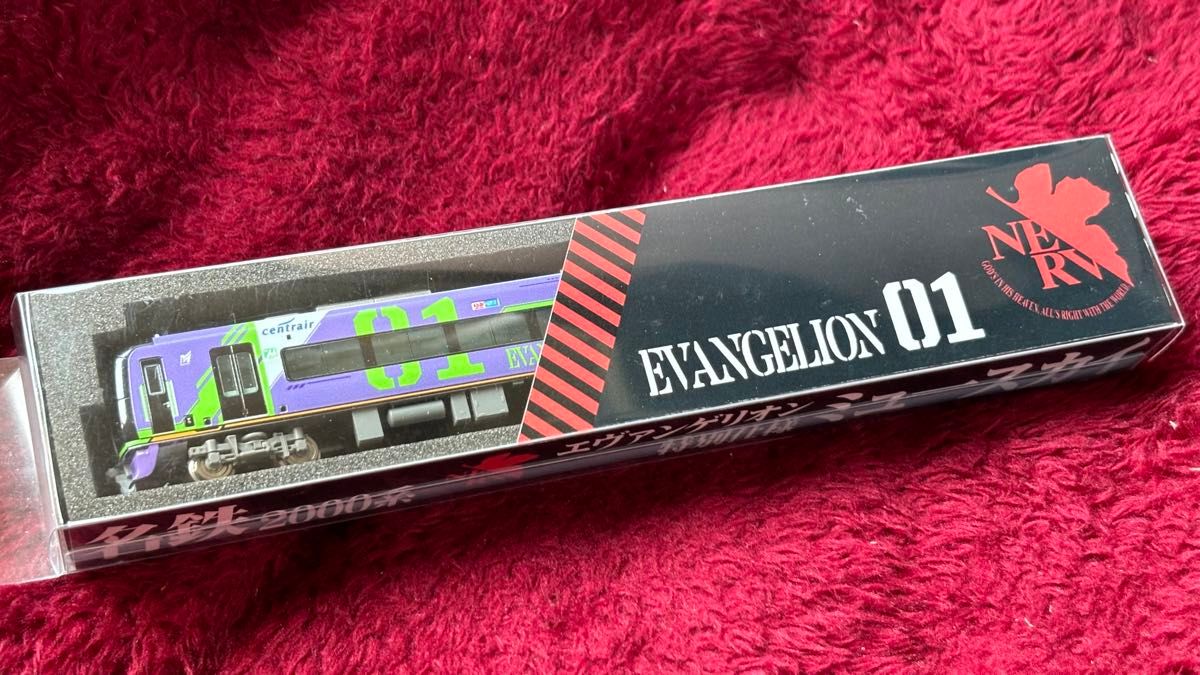 centrair
01
EVAN
EVANGELION 01
NERV
GOD'S IN HIS HEAVEN. ALL'S RIGHT WITH THE WORLD.
名鉄 2000系
エヴァンゲリオン
特別仕様
ミュースカイ